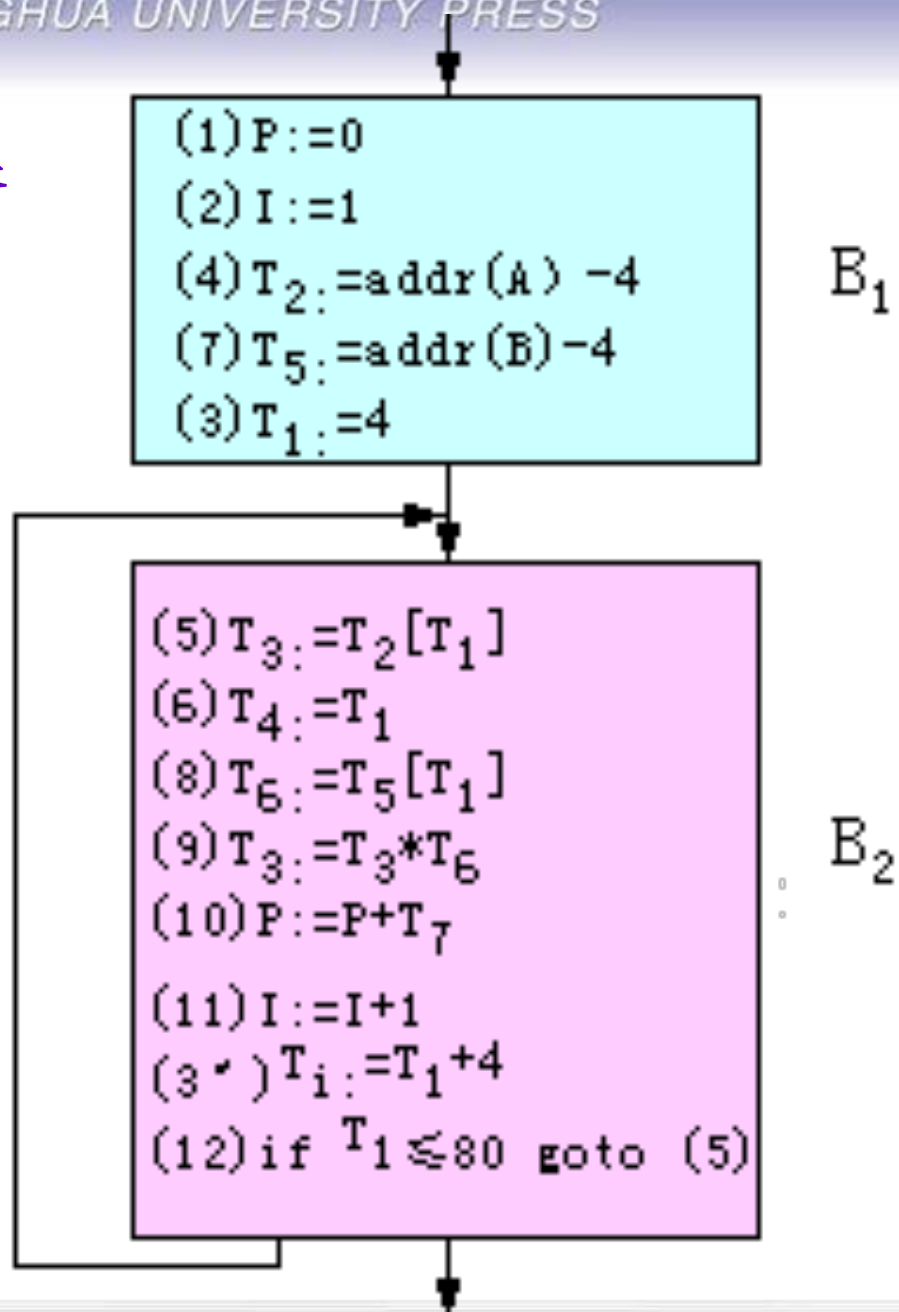 GHUA UNIVERSITY PRESS
(1)P:=0
(2)I:=1
(4)T₂:=addr(A) -4
(7)T₅:=addr(B)-4
(3)T₁:=4
B₁
(5)T₃:=T₂[T₁]
(6)T₄:=T₁
(8)T₆:=T₅[T₁]
(9)T₃:=T₃*T₆
(10)P:=P+T₇
(11)I:=I+1
(3′)Tᵢ:=T₁+4
(12)if T₁≤80 goto (5)
B₂